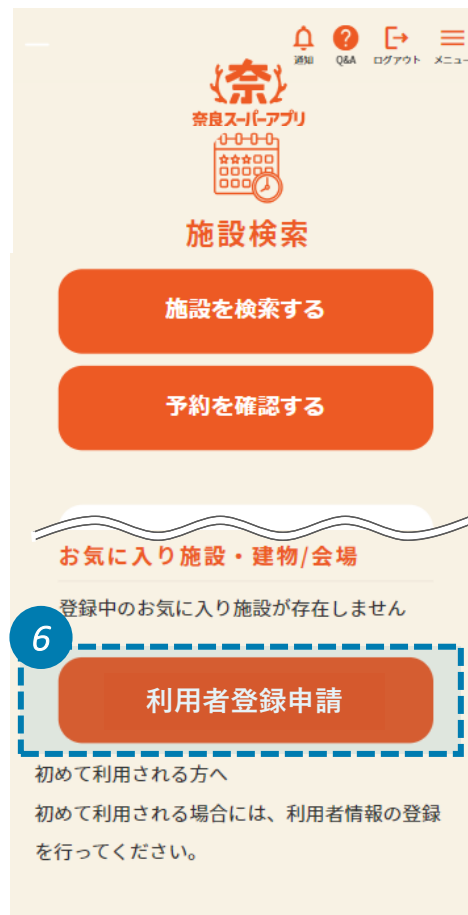 通知 Q&A ログアウト メニュー
奈
奈良スーパーアプリ
施設検索
施設を検索する
予約を確認する
お気に入り施設・建物/会場
登録中のお気に入り施設が存在しません
6
利用者登録申請
初めて利用される方へ
初めて利用される場合には、利用者情報の登録
を行ってください。